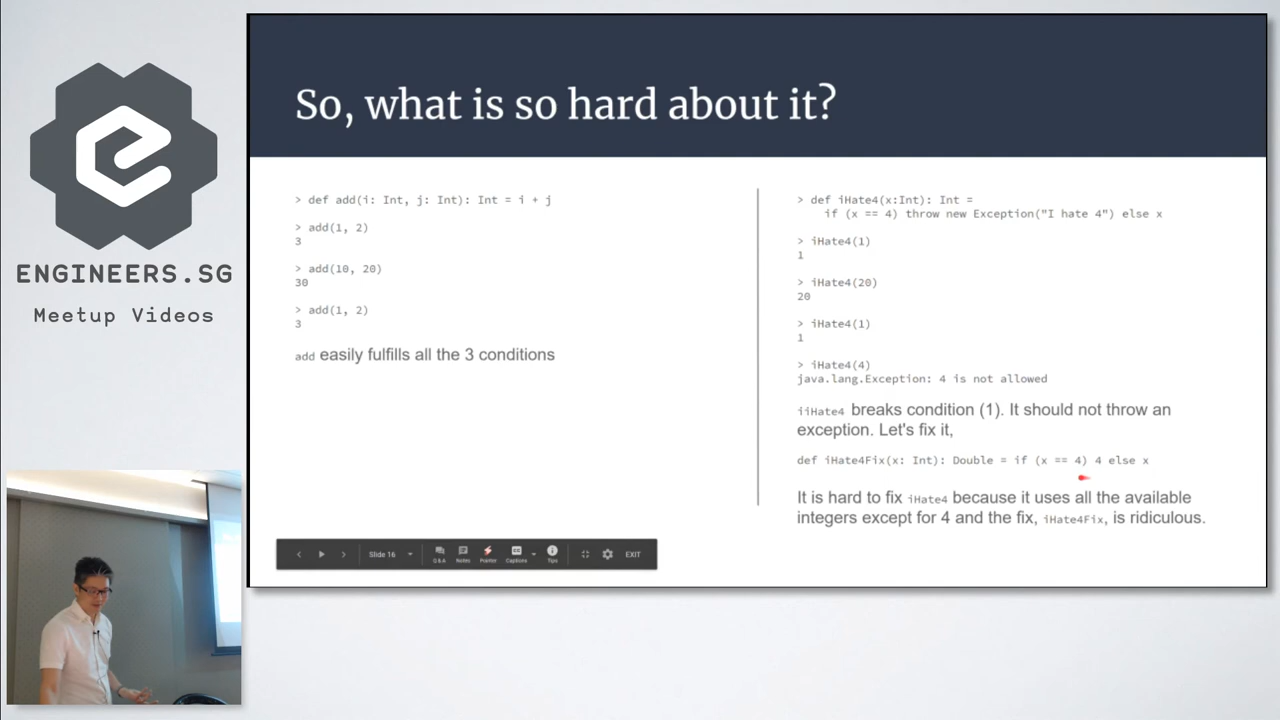 So, what is so hard about it?
> def add(i: Int, j: Int): Int = i + j
> add(1, 2)
3
> add(10, 20)
30
> add(1, 2)
3
add easily fulfills all the 3 conditions
> def iHate4(x:Int): Int =
if (x == 4) throw new Exception("I hate 4") else x
> iHate4(1)
1
> iHate4(20)
20
> iHate4(1)
1
> iHate4(4)
java.lang.Exception: 4 is not allowed
iiHate4 breaks condition (1). It should not throw an
exception. Let's fix it,
def iHate4Fix(x: Int): Double = if (x == 4) 4 else x
It is hard to fix iHate4 because it uses all the available
integers except for 4 and the fix, iHate4Fix, is ridiculous.
Slide 16
Q&A
Notes
Pointer
CC
Captions
Tips
EXIT
ENGINEERS.SG
Meetup Videos